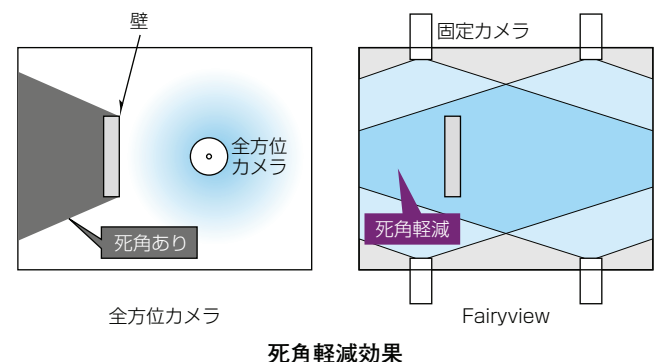 壁
全方位
カメラ
死角あり
全方位カメラ
固定カメラ
死角軽減
Fairyview
死角軽減効果